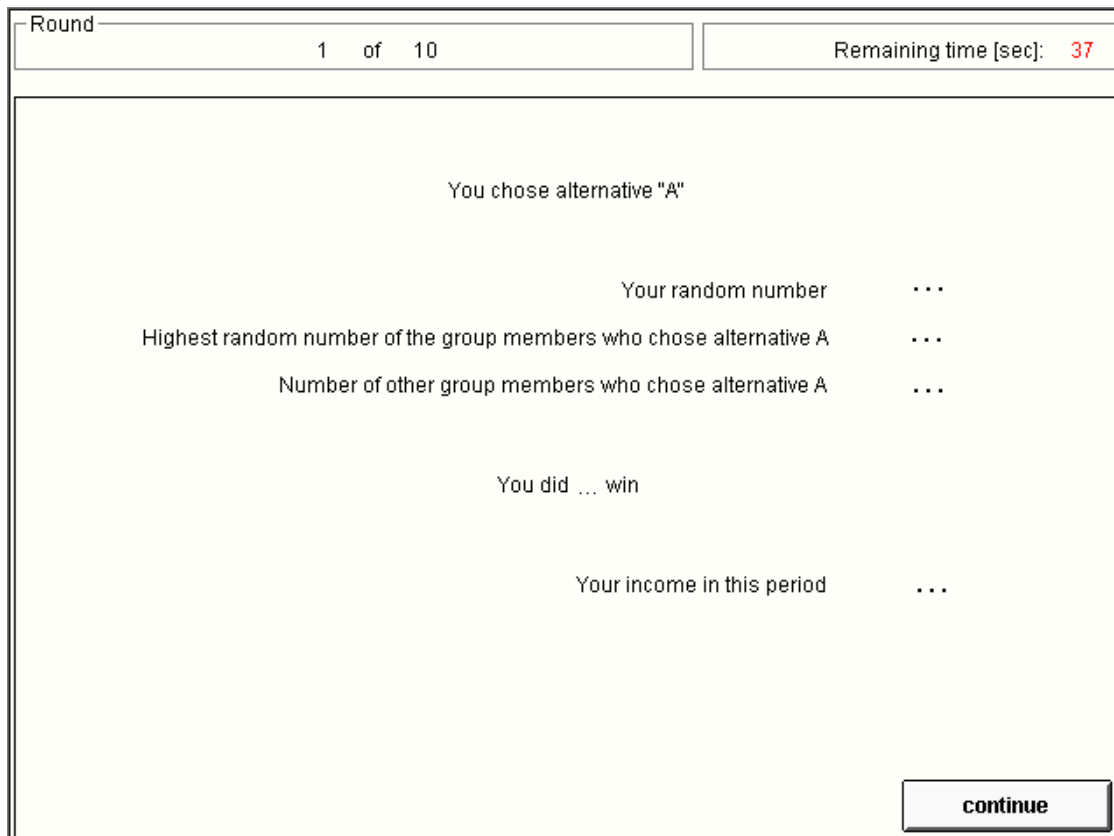 Round
1 of 10
Remaining time [sec]: 37
You chose alternative "A"
Your random number ...
Highest random number of the group members who chose alternative A ...
Number of other group members who chose alternative A ...
You did ... win
Your income in this period ...
continue